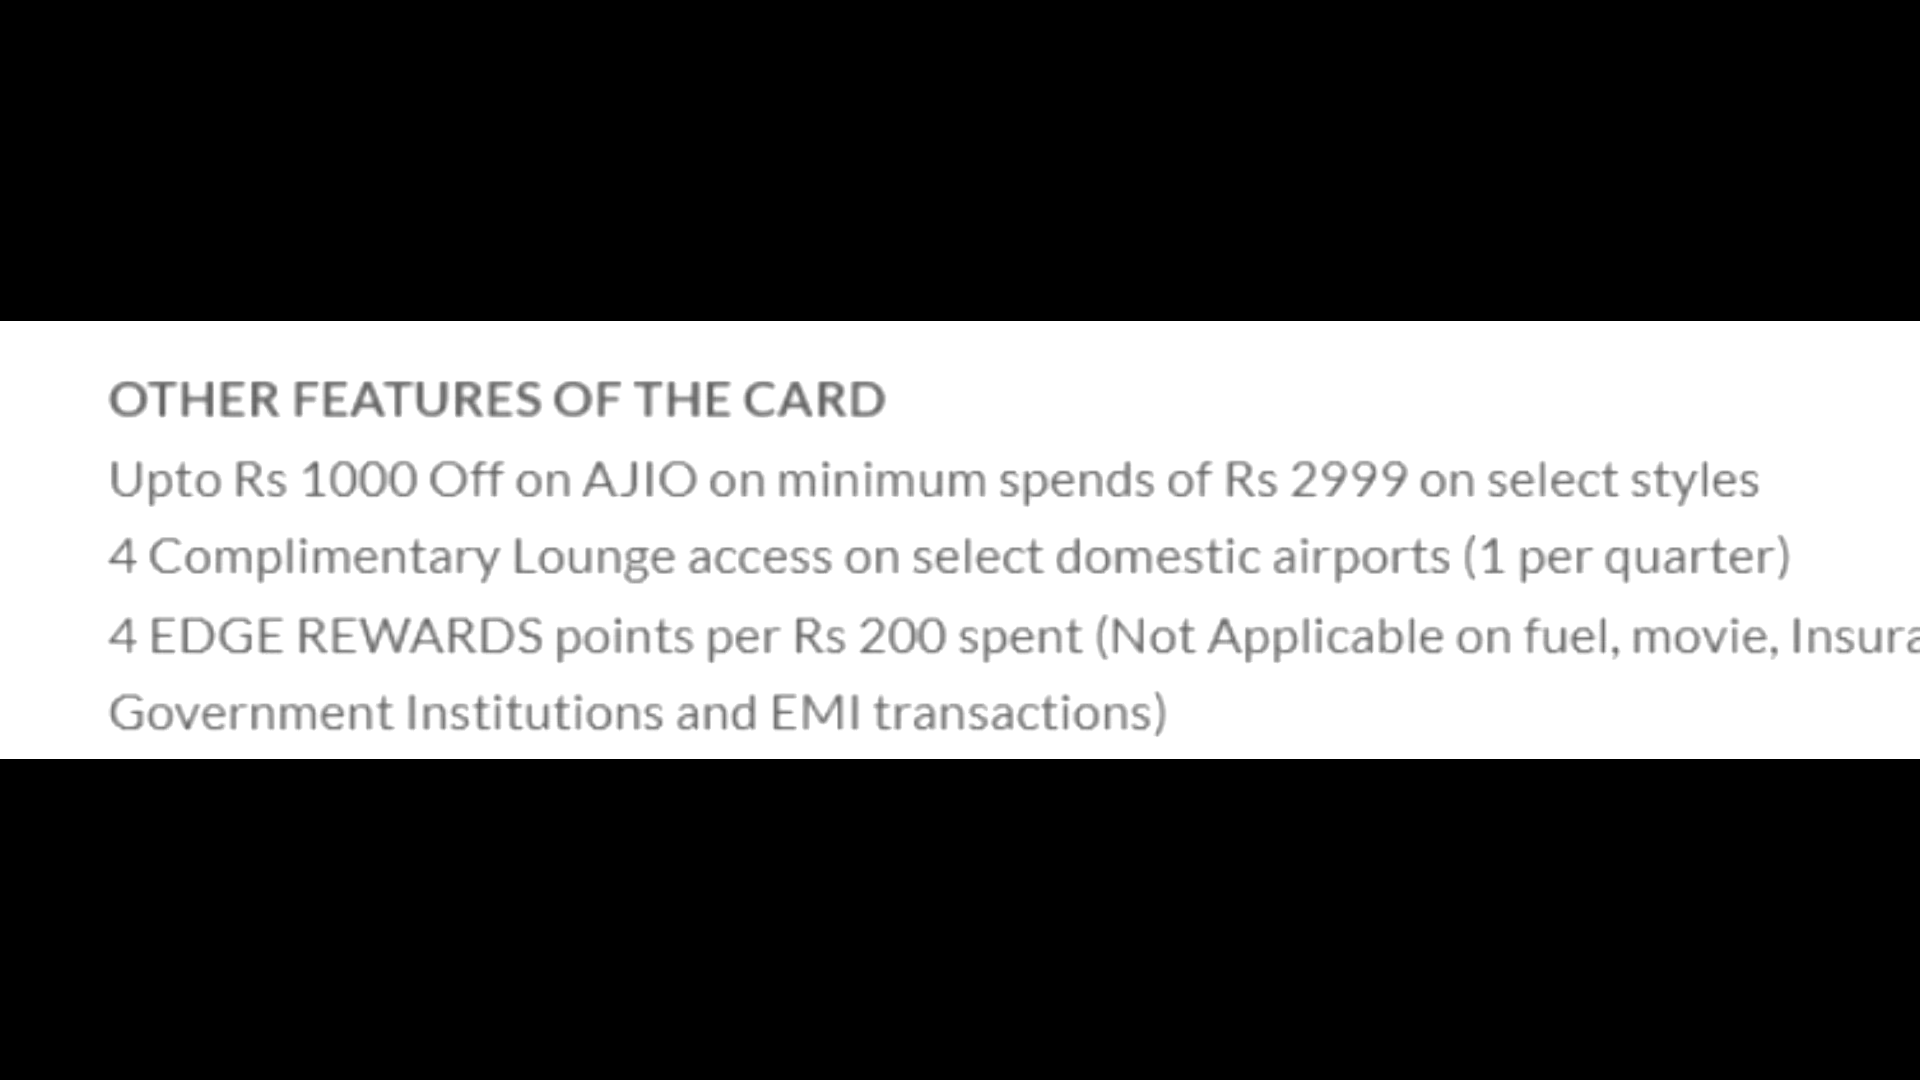 OTHER FEATURES OF THE CARD
Upto Rs 1000 Off on AJIO on minimum spends of Rs 2999 on select styles
4 Complimentary Lounge access on select domestic airports (1 per quarter)
4 EDGE REWARDS points per Rs 200 spent (Not Applicable on fuel, movie,
Government Institutions and EMI transactions)